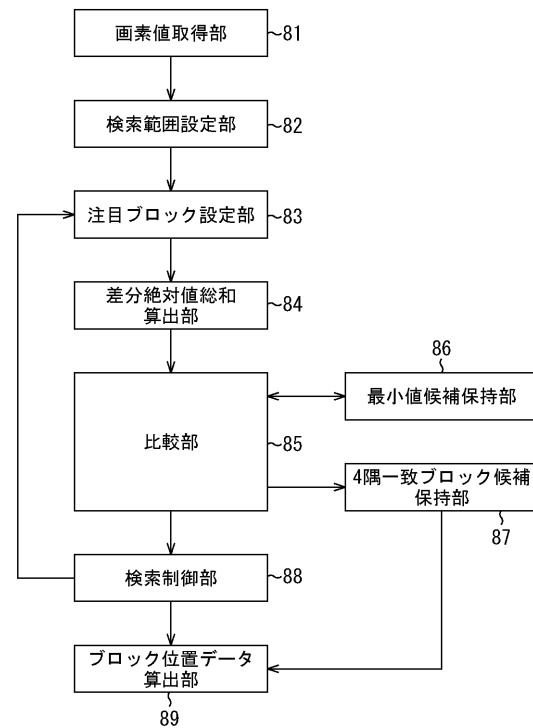 画素値取得部
81
検索範囲設定部
82
注目ブロック設定部
83
差分絶対値総和
算出部
84
86
最小値候補保持部
比較部
85
4隅一致ブロック候補
保持部
87
検索制御部
88
ブロック位置データ
算出部
89